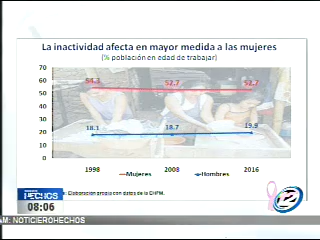 La inactividad afecta en mayor medida a las mujeres
(% población en edad de trabajar)
70
60
50
40
30
20
10
0
54.3 52.7 52.7
18.1 18.7 19.9
1998 2008 2016
Mujeres Hombres
Elaboración propia con datos de la EHPM.
HECHOS
08:06
12
AM: NOTICIEROHECHOS